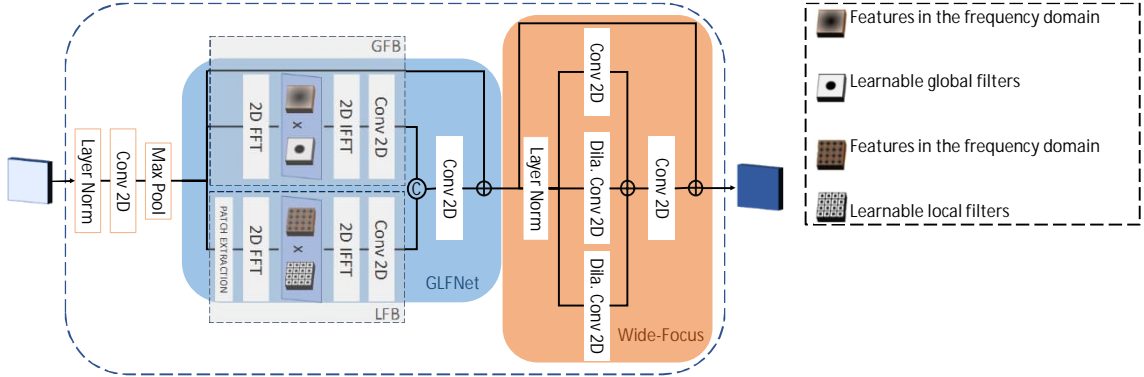 Layer Norm
Conv 2D
Max Pool
GFB
2D FFT
x
2D IFFT
Conv 2D
PATCH EXTRACTION
2D FFT
x
2D IFFT
Conv 2D
LFB
C
Conv 2D
GLFNet
Layer Norm
Conv 2D
Dila. Conv 2D
Dila. Conv 2D
Conv 2D
Wide-Focus
Features in the frequency domain
Learnable global filters
Features in the frequency domain
Learnable local filters